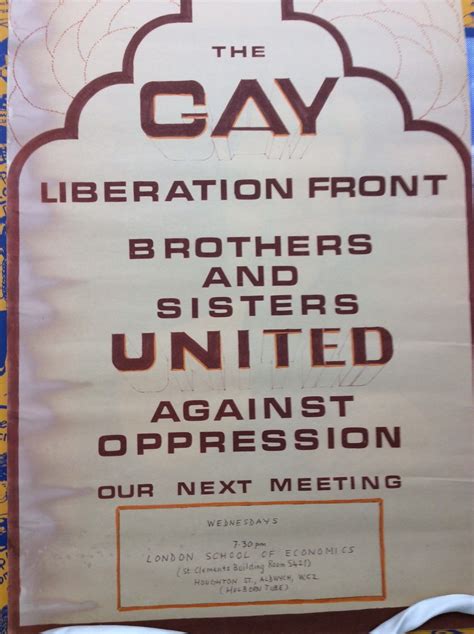 THE
GAY
LIBERATION FRONT
BROTHERS
AND
SISTERS
UNITED
AGAINST
OPPRESSION
OUR NEXT MEETING
WEDNESDAYS
7.30 pm
LONDON SCHOOL OF ECONOMICS
(St Clements Building Room S421)
HOUGHTON ST., ALDWYCH, WC2
(HOLBORN TUBE)